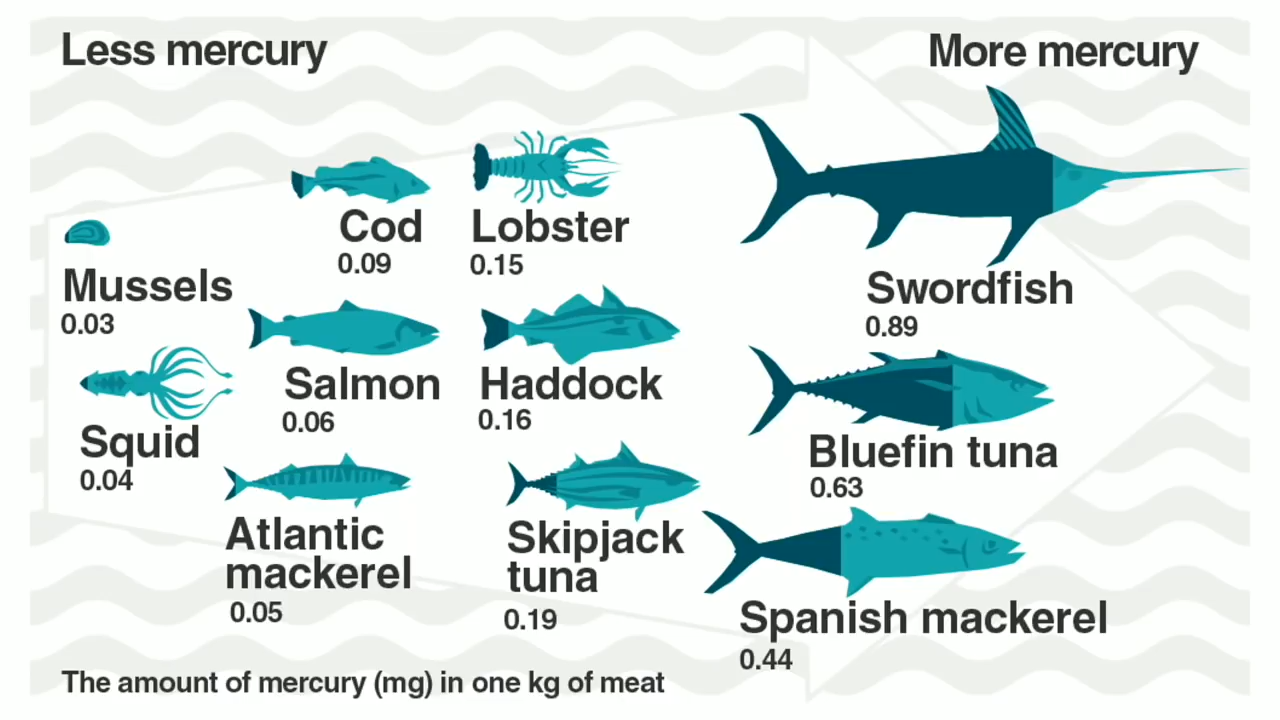 Less mercury
More mercury
Mussels
0.03
Squid
0.04
Cod
0.09
Salmon
0.06
Atlantic
mackerel
0.05
Lobster
0.15
Haddock
0.16
Skipjack
tuna
0.19
Swordfish
0.89
Bluefin tuna
0.63
Spanish mackerel
0.44
The amount of mercury (mg) in one kg of meat